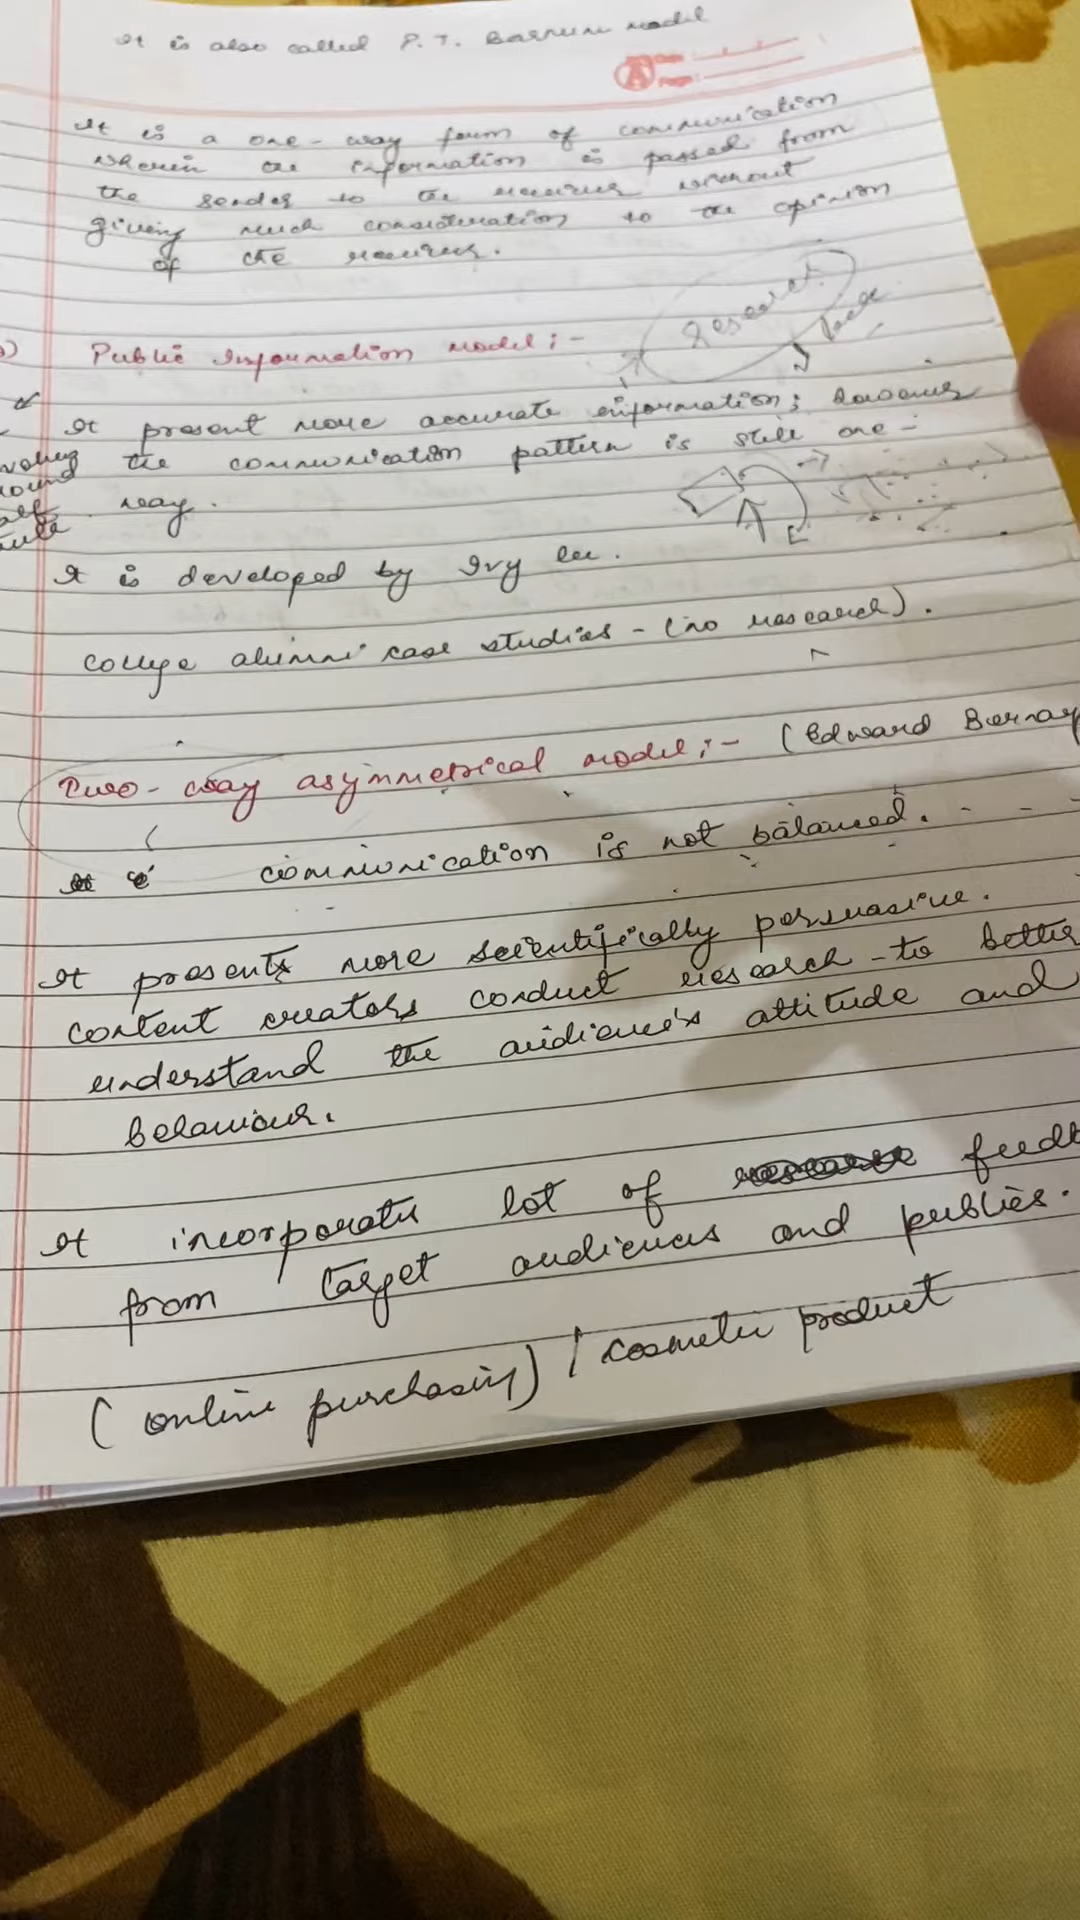 It is also called P. T. Barnum model
Date :
Page :
It is a one-way form of communication
wherein the information is passed from
the sender to the receiver without
giving much consideration to the opinion
of the receiver.
Research
lack
Public Information model :-
It present more accurate information; however
the communication pattern is still one-
way.
It is developed by Ivy lee.
college alumni case studies - (no research).
Two-way asymmetrical model :- (Edward Bernay
communication is not balanced.
It presents more scientifically persuasive.
content creators conduct research to better
understand the audience's attitude and
behaviour.
It incorporate lot of feedb
from target audiences and publics.
(online purchasing) / cosmetic product